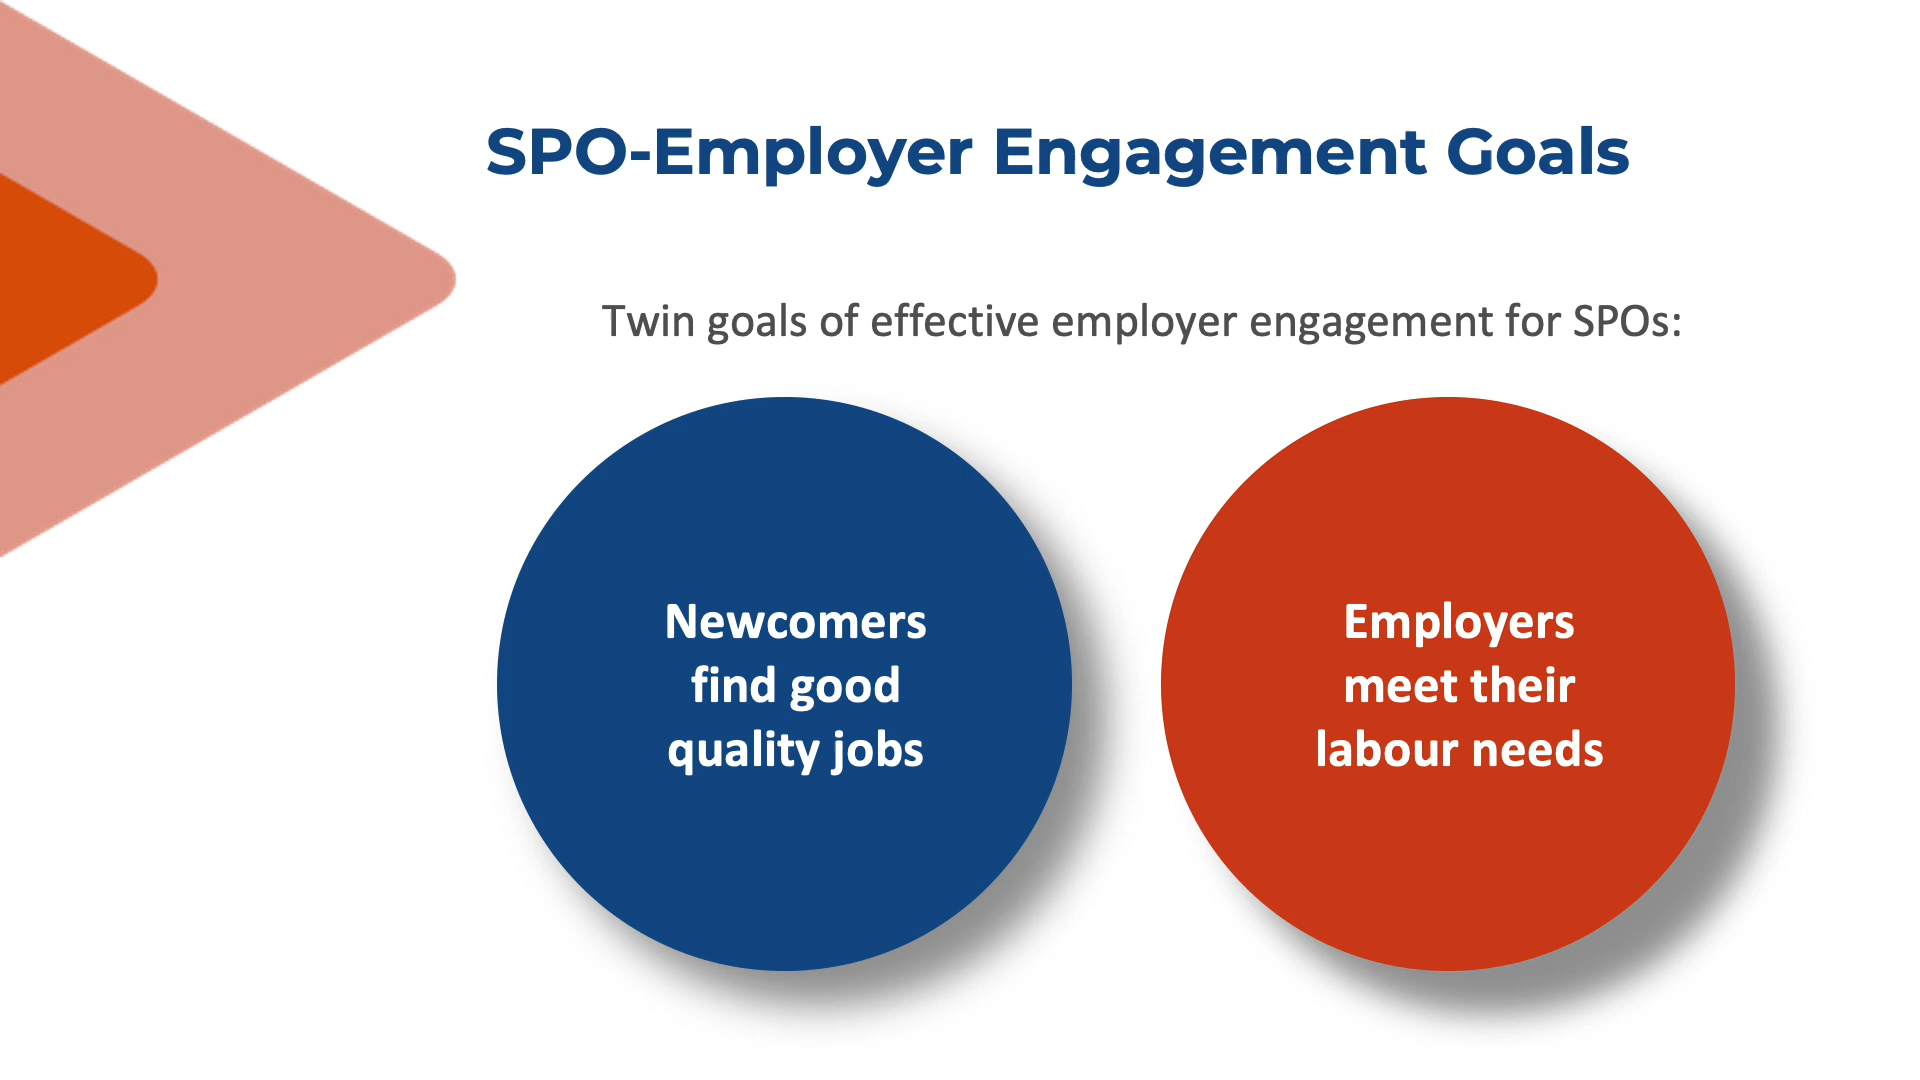 SPO-Employer Engagement Goals
Twin goals of effective employer engagement for SPOs:
Newcomers
find good
quality jobs
Employers
meet their
labour needs